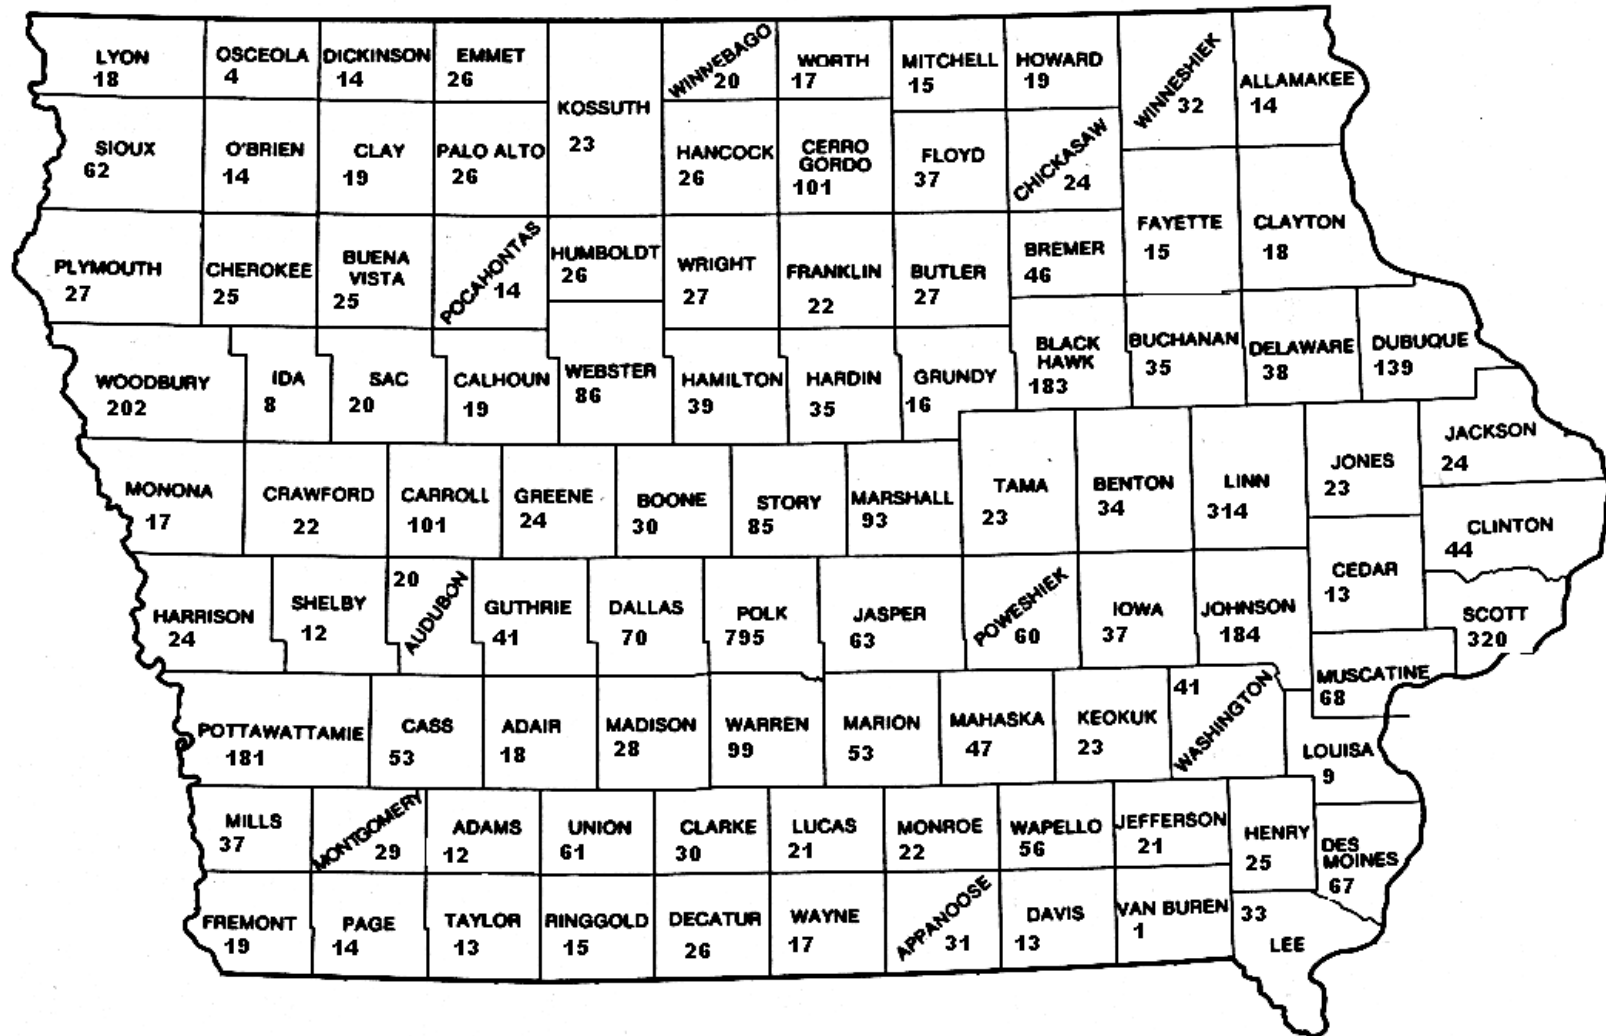 LYON
18
OSCEOLA
4
DICKINSON
14
EMMET
26
KOSSUTH
23
WINNEBAGO
20
WORTH
17
MITCHELL
15
HOWARD
19
WINNESHIEK
32
ALLAMAKEE
14
SIOUX
62
O'BRIEN
14
CLAY
19
PALO ALTO
26
HANCOCK
26
CERRO
GORDO
101
FLOYD
37
CHICKASAW
24
PLYMOUTH
27
CHEROKEE
25
BUENA
VISTA
25
POCAHONTAS
14
HUMBOLDT
26
WRIGHT
27
FRANKLIN
22
BUTLER
27
BREMER
46
FAYETTE
15
CLAYTON
18
WOODBURY
202
IDA
8
SAC
20
CALHOUN
19
WEBSTER
86
HAMILTON
39
HARDIN
35
GRUNDY
16
BLACK
HAWK
183
BUCHANAN
35
DELAWARE
38
DUBUQUE
139
MONONA
17
CRAWFORD
22
CARROLL
101
GREENE
24
BOONE
30
STORY
85
MARSHALL
93
TAMA
23
BENTON
34
LINN
314
JONES
23
JACKSON
24
CLINTON
44
HARRISON
24
SHELBY
12
20
AUDUBON
GUTHRIE
41
DALLAS
70
POLK
795
JASPER
63
POWESHIEK
60
IOWA
37
JOHNSON
184
CEDAR
13
SCOTT
320
MUSCATINE
68
POTTAWATTAMIE
181
CASS
53
ADAIR
18
MADISON
28
WARREN
99
MARION
53
MAHASKA
47
KEOKUK
23
41
WASHINGTON
LOUISA
9
MILLS
37
MONTGOMERY
29
ADAMS
12
UNION
61
CLARKE
30
LUCAS
21
MONROE
22
WAPELLO
56
JEFFERSON
21
HENRY
25
DES
MOINES
67
FREMONT
19
PAGE
14
TAYLOR
13
RINGGOLD
15
DECATUR
26
WAYNE
17
APPANOOSE
31
DAVIS
13
VAN BUREN
1
33
LEE